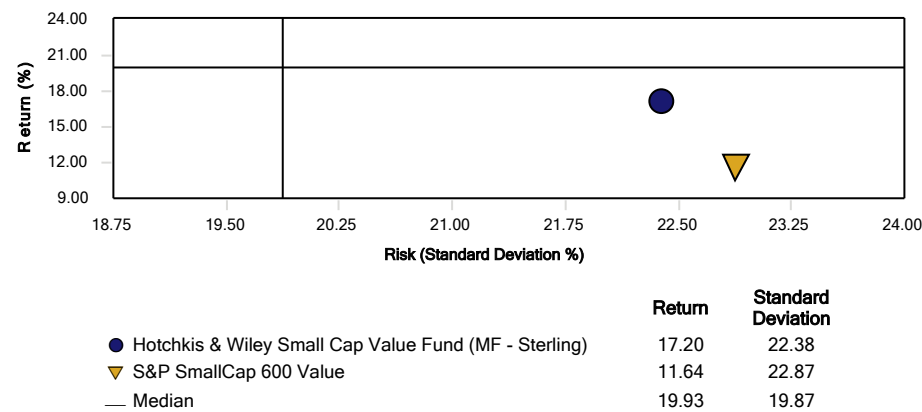 24.00
21.00
18.00
15.00
12.00
9.00
Return (%)
18.75 19.50 20.25 21.00 21.75 22.50 23.25 24.00
Risk (Standard Deviation %)
Return Standard Deviation
Hotchkis & Wiley Small Cap Value Fund (MF - Sterling) 17.20 22.38
S&P SmallCap 600 Value 11.64 22.87
Median 19.93 19.87